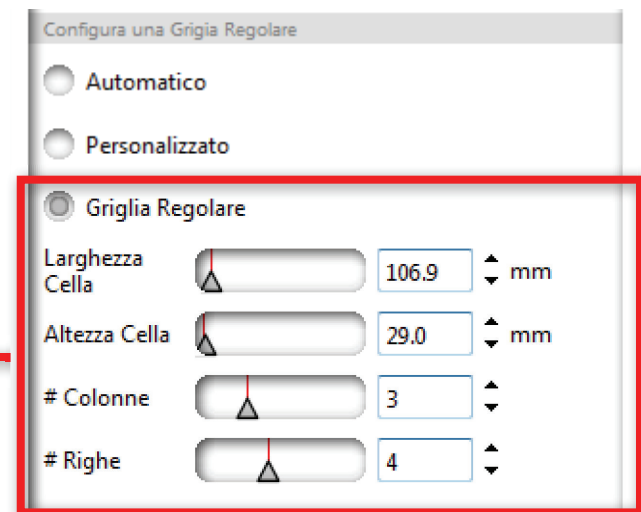 Configura una Grigia Regolare
Automatico
Personalizzato
Griglia Regolare
Larghezza
Cella 106.9 mm
Altezza Cella 29.0 mm
# Colonne 3
# Righe 4